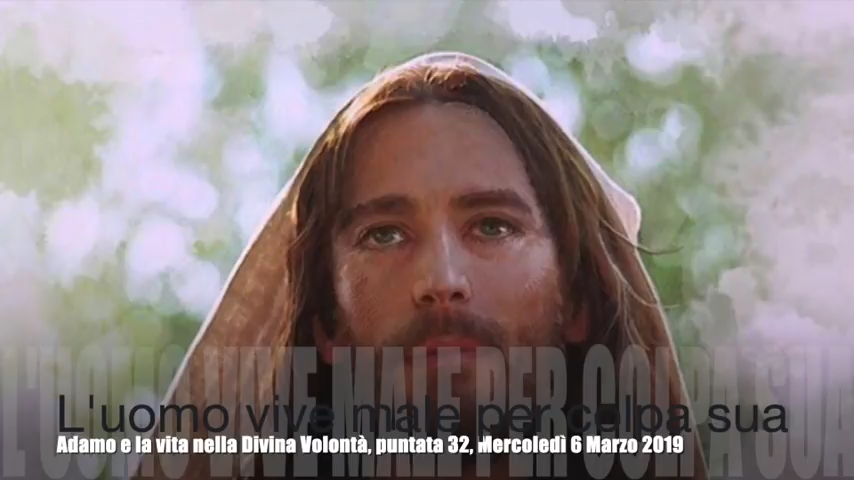 L'UOMO VIVE MALE PER COLPA SUA
L'uomo vive male per colpa sua
Adamo e la vita nella Divina Volontà, puntata 32, Mercoledì 6 Marzo 2019